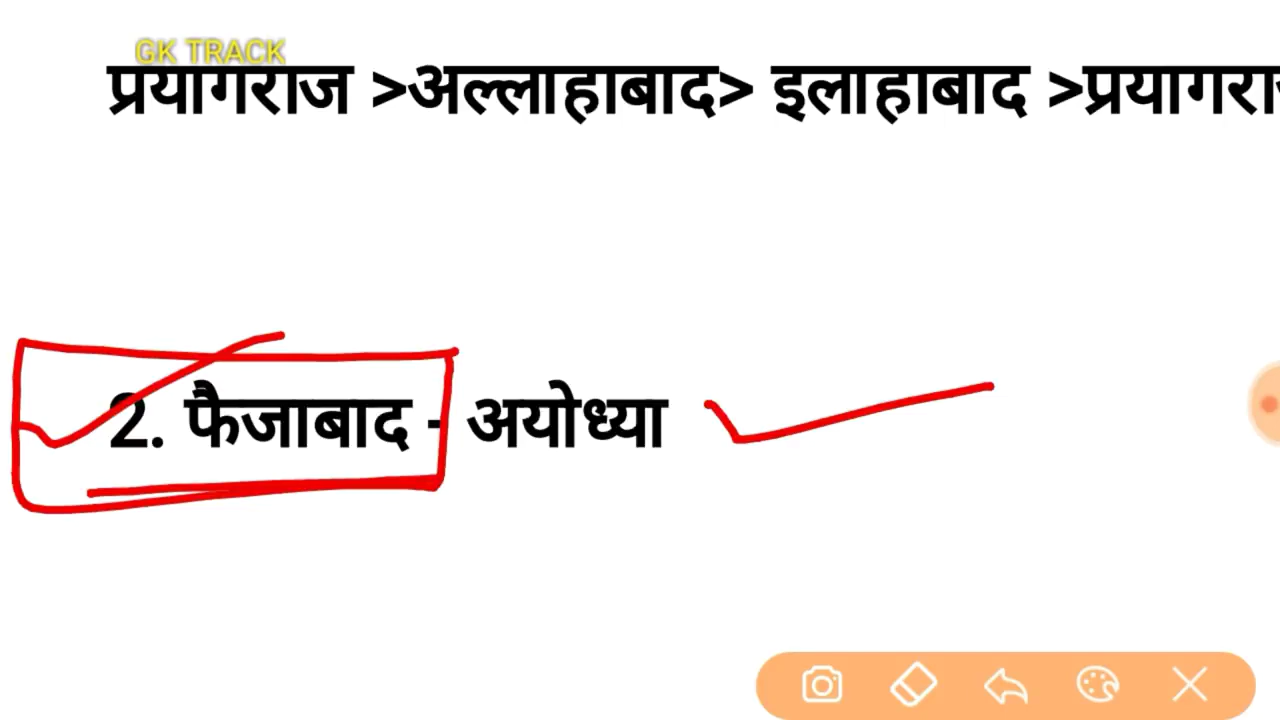 GK TRACK
प्रयागराज >अल्लाहाबाद> इलाहाबाद >प्रयागरा
2. फैजाबाद - अयोध्या